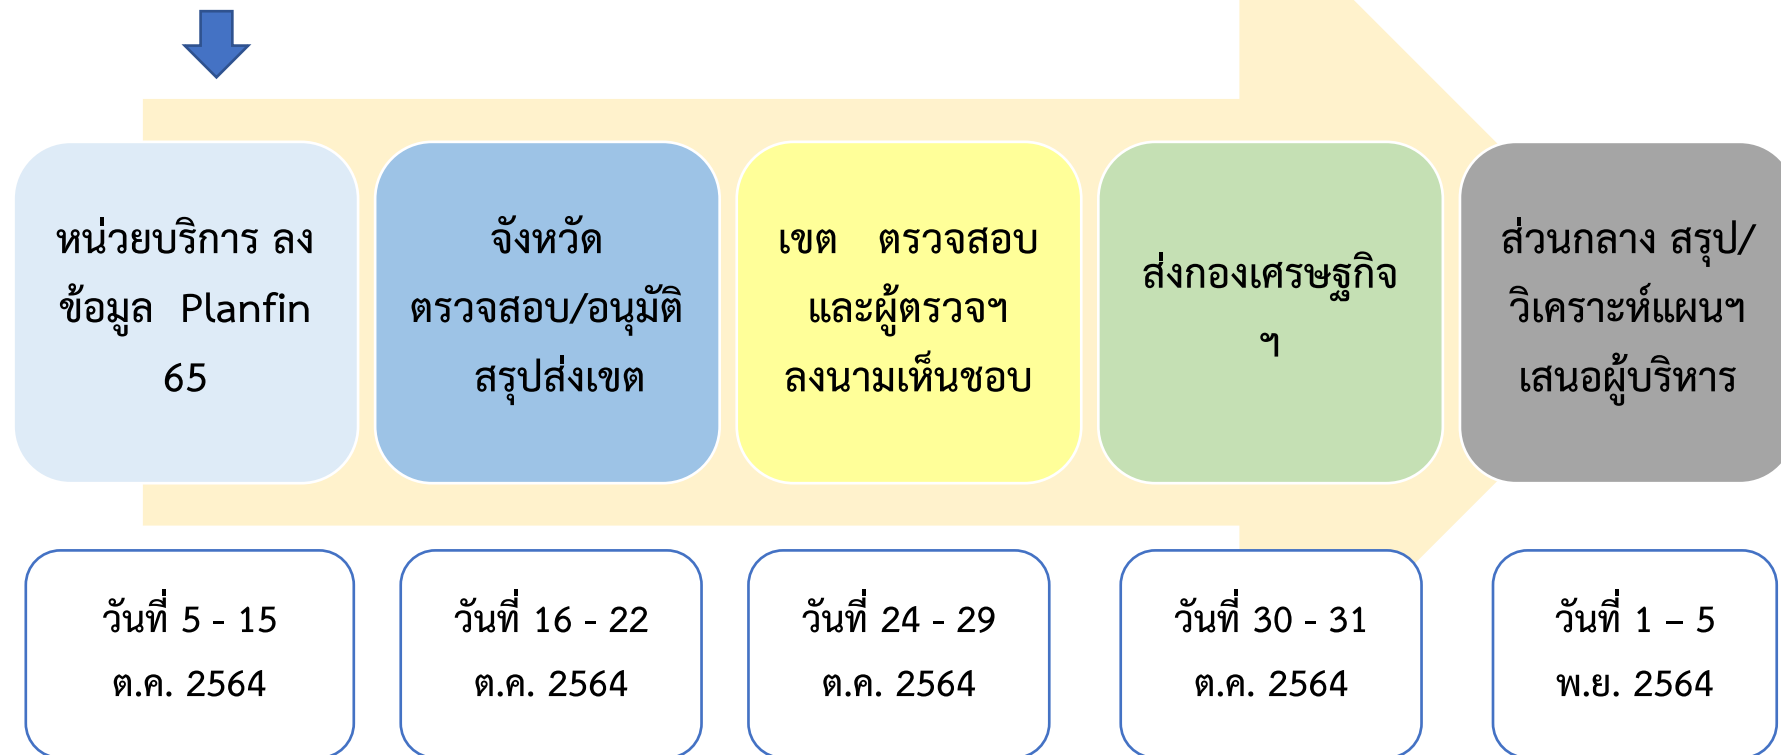 หน่วยบริการ ลง
ข้อมูล Planfin
65
จังหวัด
ตรวจสอบ/อนุมัติ
สรุปส่งเขต
เขต ตรวจสอบ
และผู้ตรวจฯ
ลงนามเห็นชอบ
ส่งกองเศรษฐกิจ
ฯ
ส่วนกลาง สรุป/
วิเคราะห์แผนฯ
เสนอผู้บริหาร
วันที่ 5 - 15
ต.ค. 2564
วันที่ 16 - 22
ต.ค. 2564
วันที่ 24 - 29
ต.ค. 2564
วันที่ 30 - 31
ต.ค. 2564
วันที่ 1 – 5
พ.ย. 2564